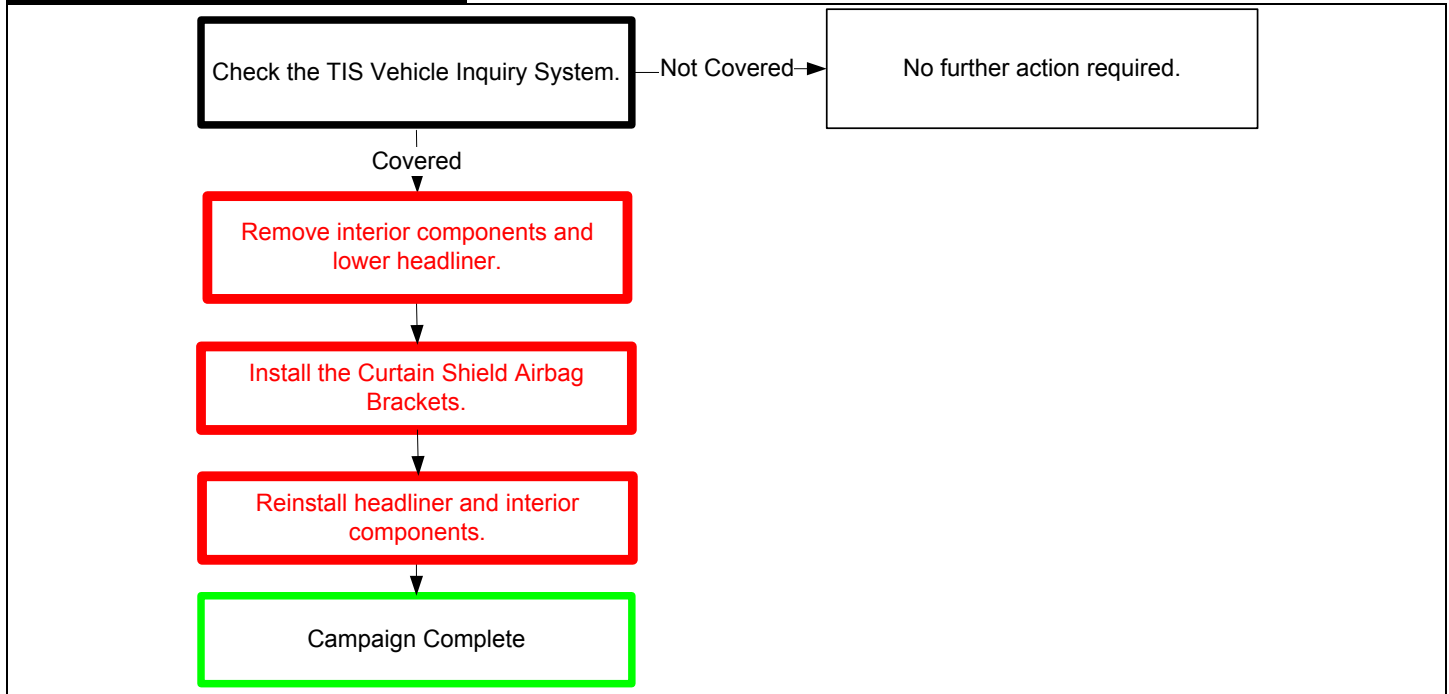 Check the TIS Vehicle Inquiry System.
Not Covered
No further action required.
Covered
Remove interior components and
lower headliner.
Install the Curtain Shield Airbag
Brackets.
Reinstall headliner and interior
components.
Campaign Complete